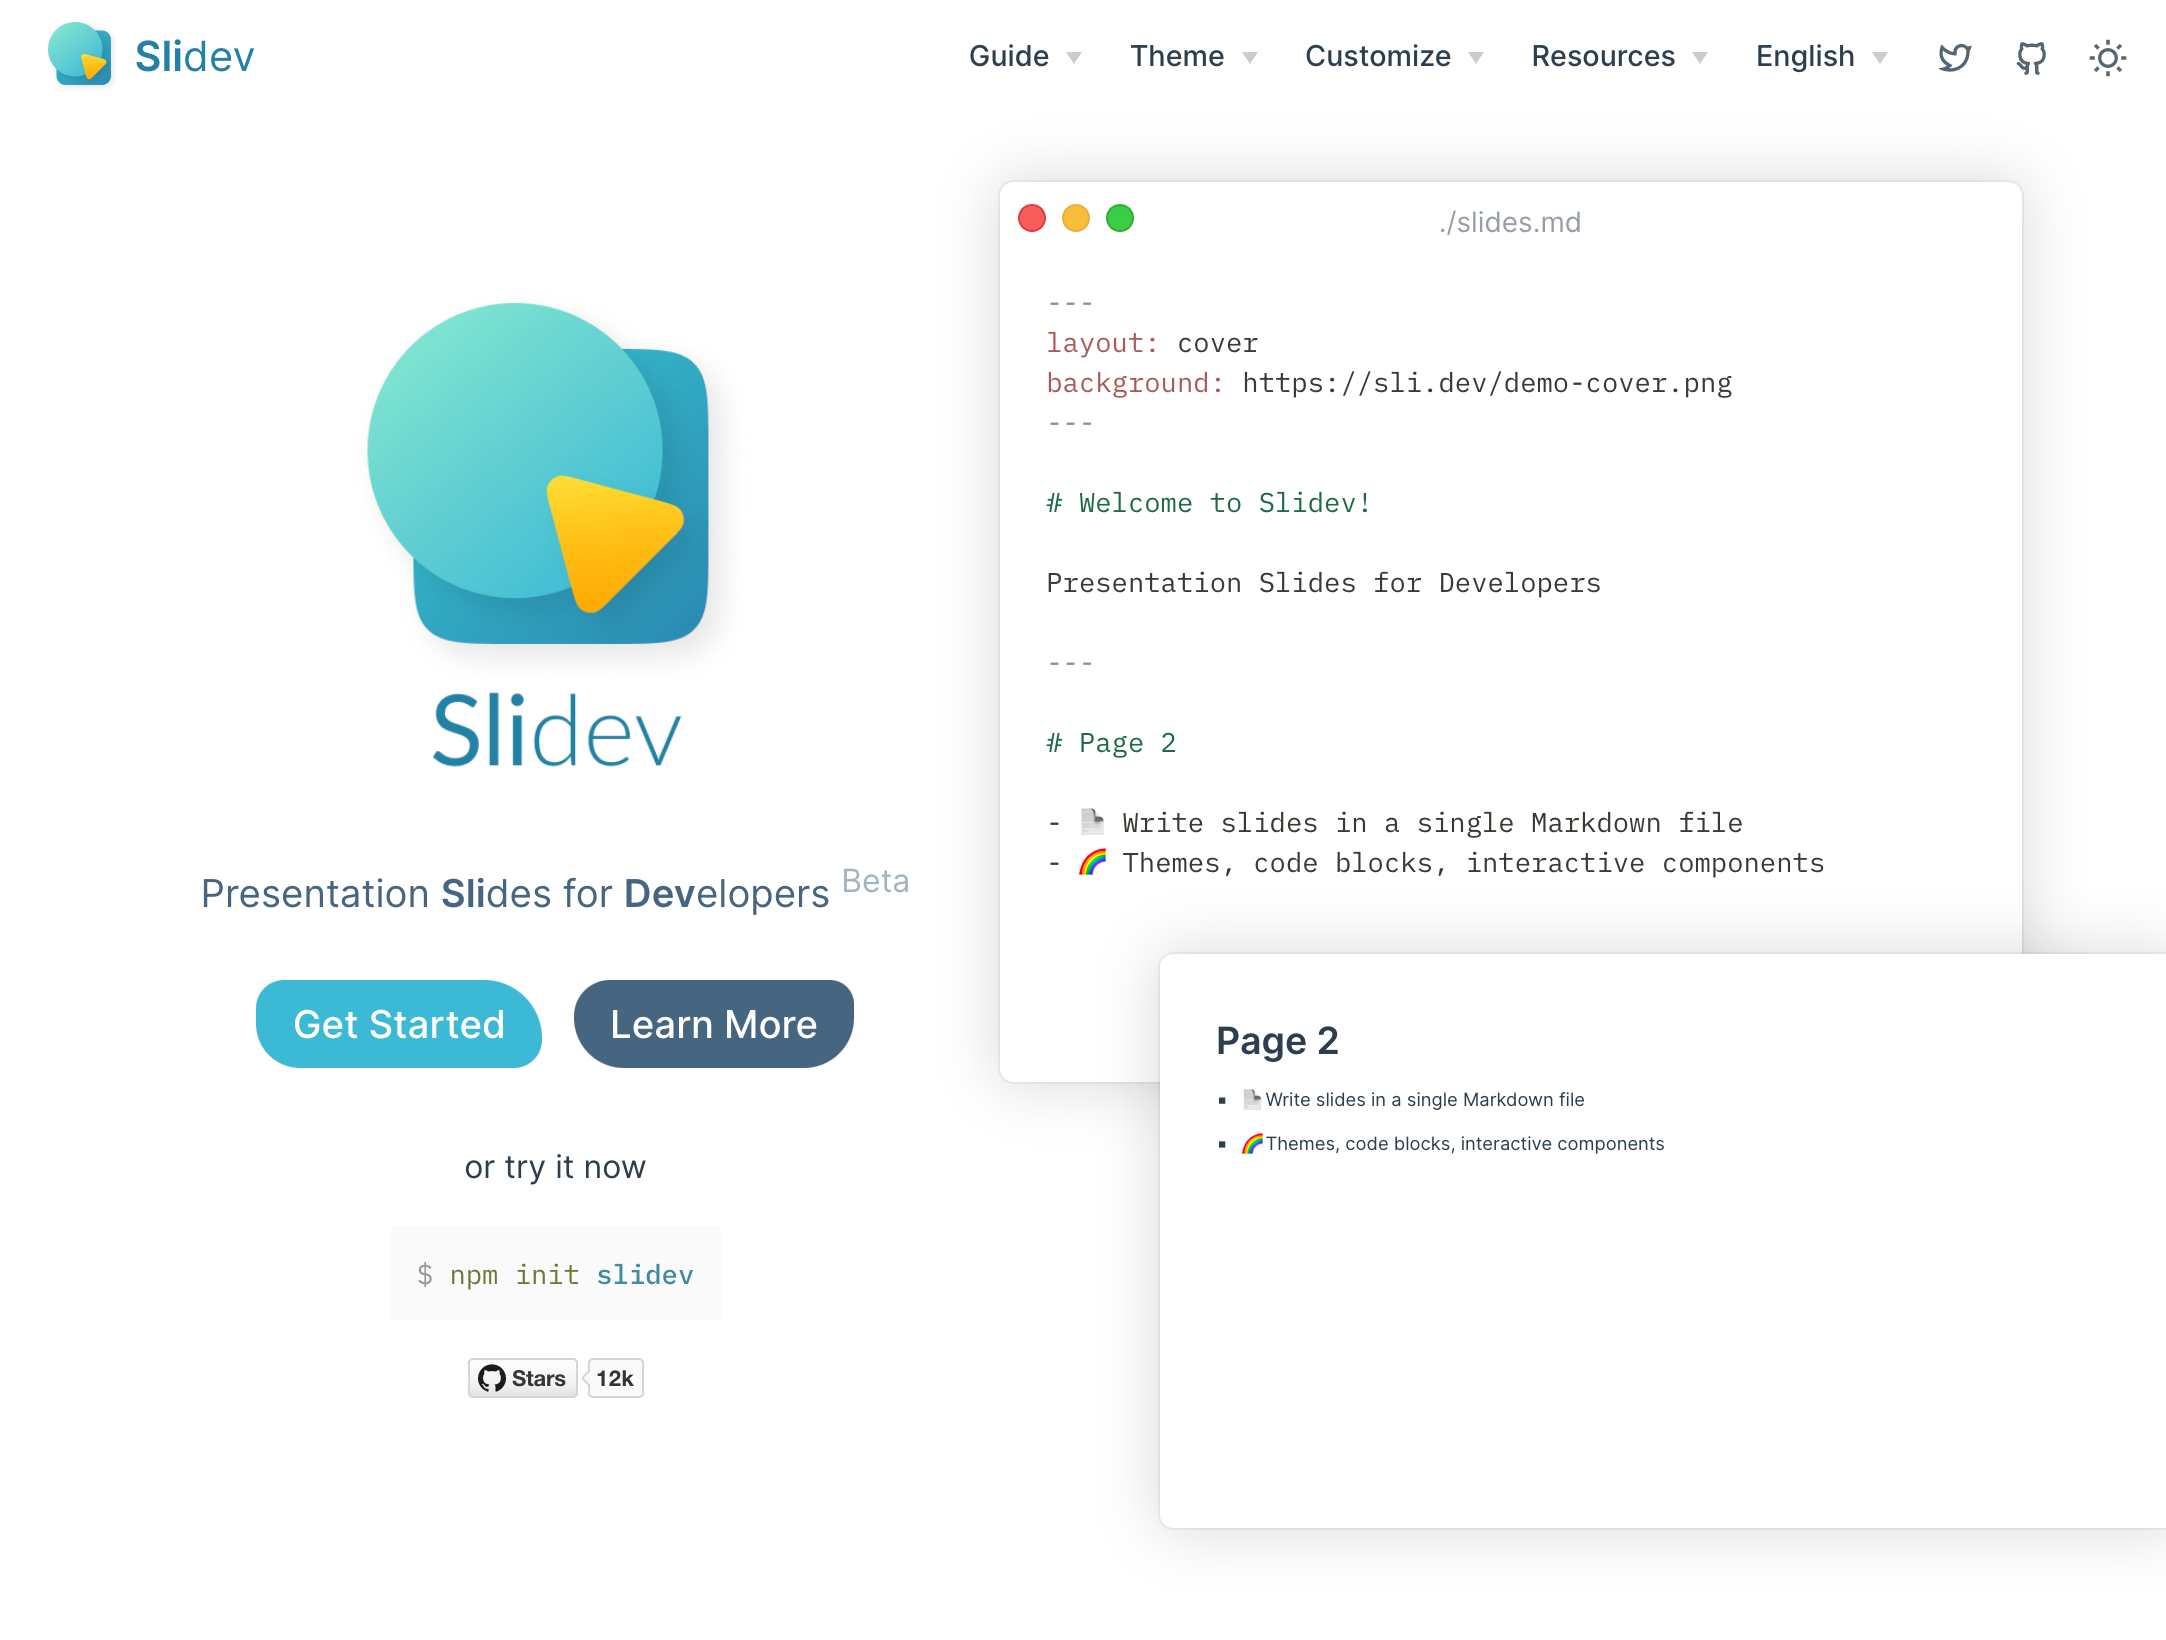 Slidev
Guide Theme Customize Resources English
Slidev
Presentation Slides for Developers Beta
Get Started
Learn More
or try it now
$ npm init slidev
Stars 12k
./slides.md
---
layout: cover
background: https://sli.dev/demo-cover.png
---
# Welcome to Slidev!
Presentation Slides for Developers
---
# Page 2
- 📄 Write slides in a single Markdown file
- 🌈 Themes, code blocks, interactive components
Page 2
▪ 📄Write slides in a single Markdown file
▪ 🌈Themes, code blocks, interactive components